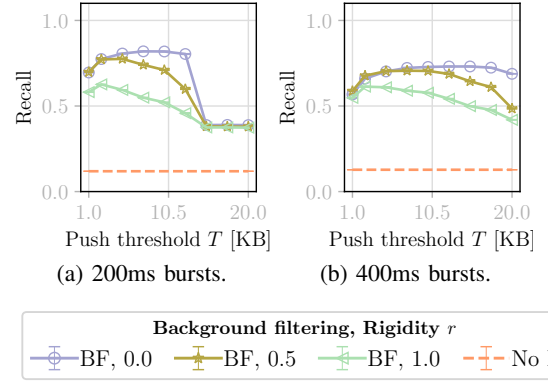 1.0
0.5
0.0
Recall
1.0 10.5 20.0
Push threshold T [KB]
(a) 200ms bursts.
1.0
0.5
0.0
Recall
1.0 10.5 20.0
Push threshold T [KB]
(b) 400ms bursts.
Background filtering, Rigidity r
BF, 0.0 BF, 0.5 BF, 1.0 No